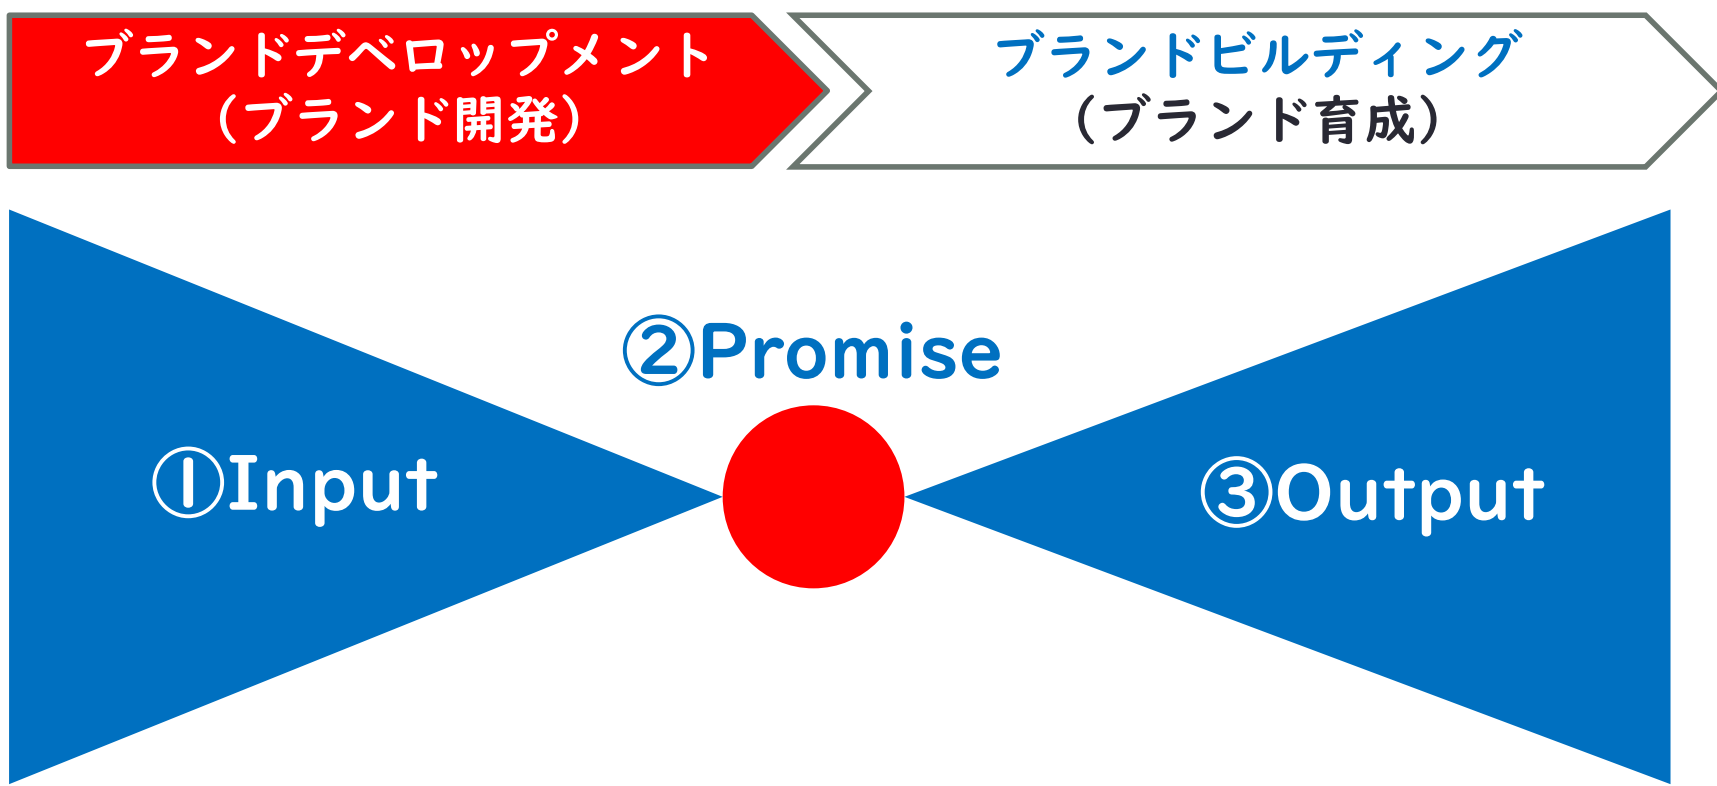 ブランドデベロップメント
（ブランド開発）
ブランドビルディング
（ブランド育成）
②Promise
①Input
③Output